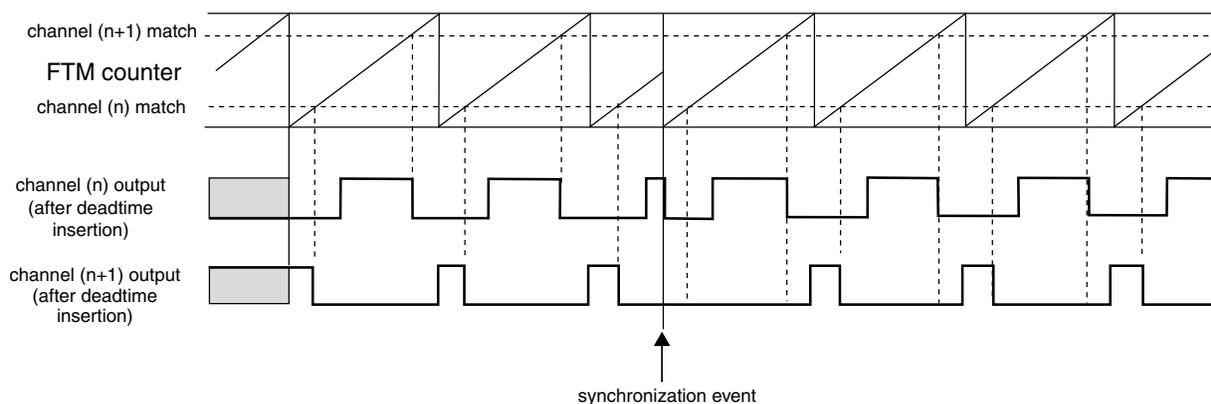 channel (n+1) match
FTM counter
channel (n) match
channel (n) output
(after deadtime
insertion)
channel (n+1) output
(after deadtime
insertion)
synchronization event